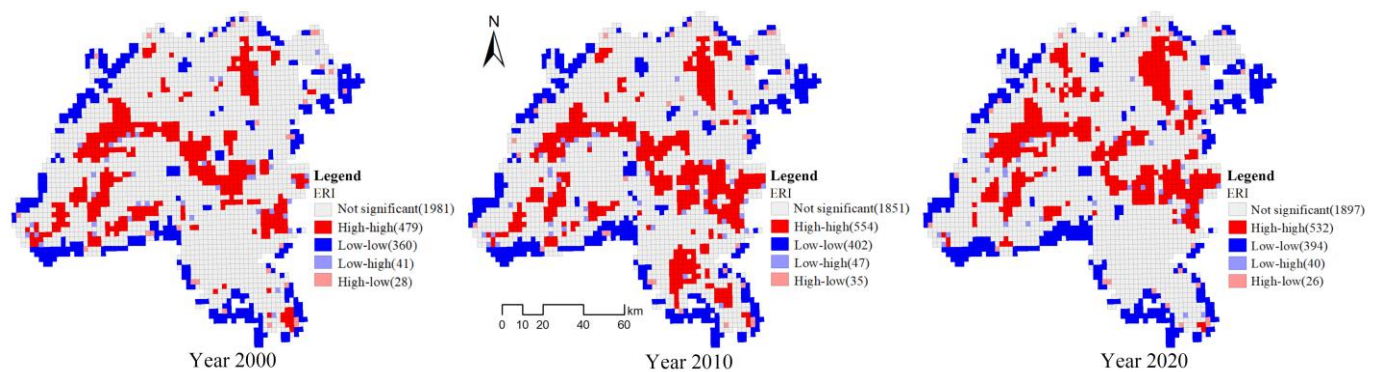 Legend
ERI
Not significant(1981)
High-high(479)
Low-low(360)
Low-high(41)
High-low(28)
Year 2000
N
Legend
ERI
Not significant(1851)
High-high(554)
Low-low(402)
Low-high(47)
High-low(35)
km
0 10 20 40 60
Year 2010
Legend
ERI
Not significant(1897)
High-high(532)
Low-low(394)
Low-high(40)
High-low(26)
Year 2020